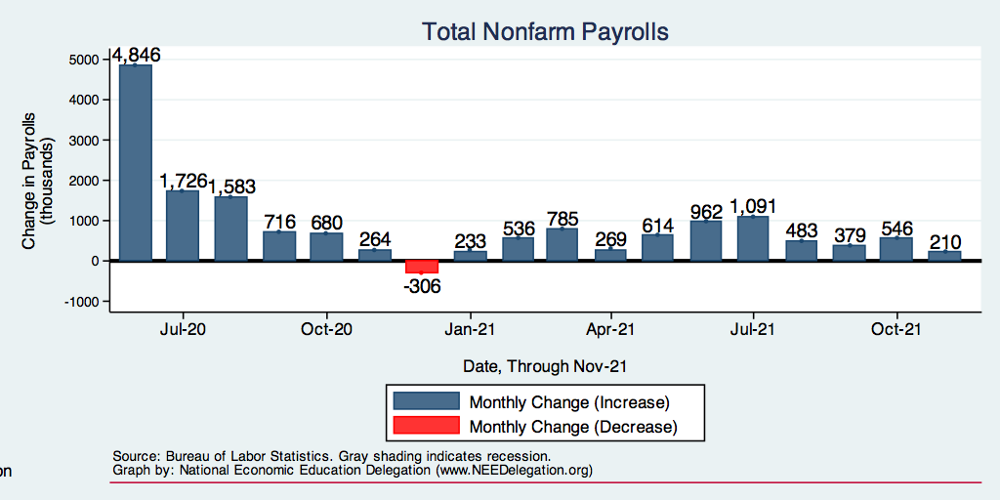 Total Nonfarm Payrolls
Change in Payrolls
(thousands)
5000
4000
3000
2000
1000
0
-1000
4,846
1,726
1,583
716
680
264
-306
233
536
785
269
614
962
1,091
483
379
546
210
Jul-20
Oct-20
Jan-21
Apr-21
Jul-21
Oct-21
Date, Through Nov-21
Monthly Change (Increase)
Monthly Change (Decrease)
Source: Bureau of Labor Statistics. Gray shading indicates recession.
Graph by: National Economic Education Delegation (www.NEEDelegation.org)
on